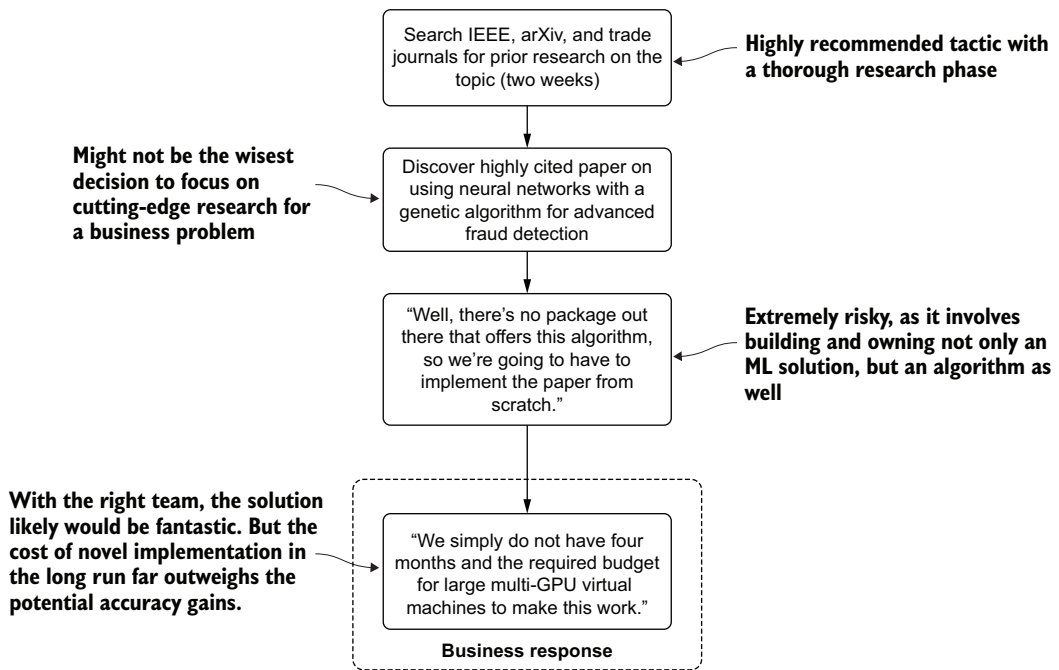 Search IEEE, arXiv, and trade
journals for prior research on the
topic (two weeks)
Highly recommended tactic with
a thorough research phase
Might not be the wisest
decision to focus on
cutting-edge research for
a business problem
Discover highly cited paper on
using neural networks with a
genetic algorithm for advanced
fraud detection
“Well, there’s no package out
there that offers this algorithm,
so we’re going to have to
implement the paper from
scratch.”
Extremely risky, as it involves
building and owning not only an
ML solution, but an algorithm as
well
With the right team, the solution
likely would be fantastic. But the
cost of novel implementation in
the long run far outweighs the
potential accuracy gains.
“We simply do not have four
months and the required budget
for large multi-GPU virtual
machines to make this work.”
Business response